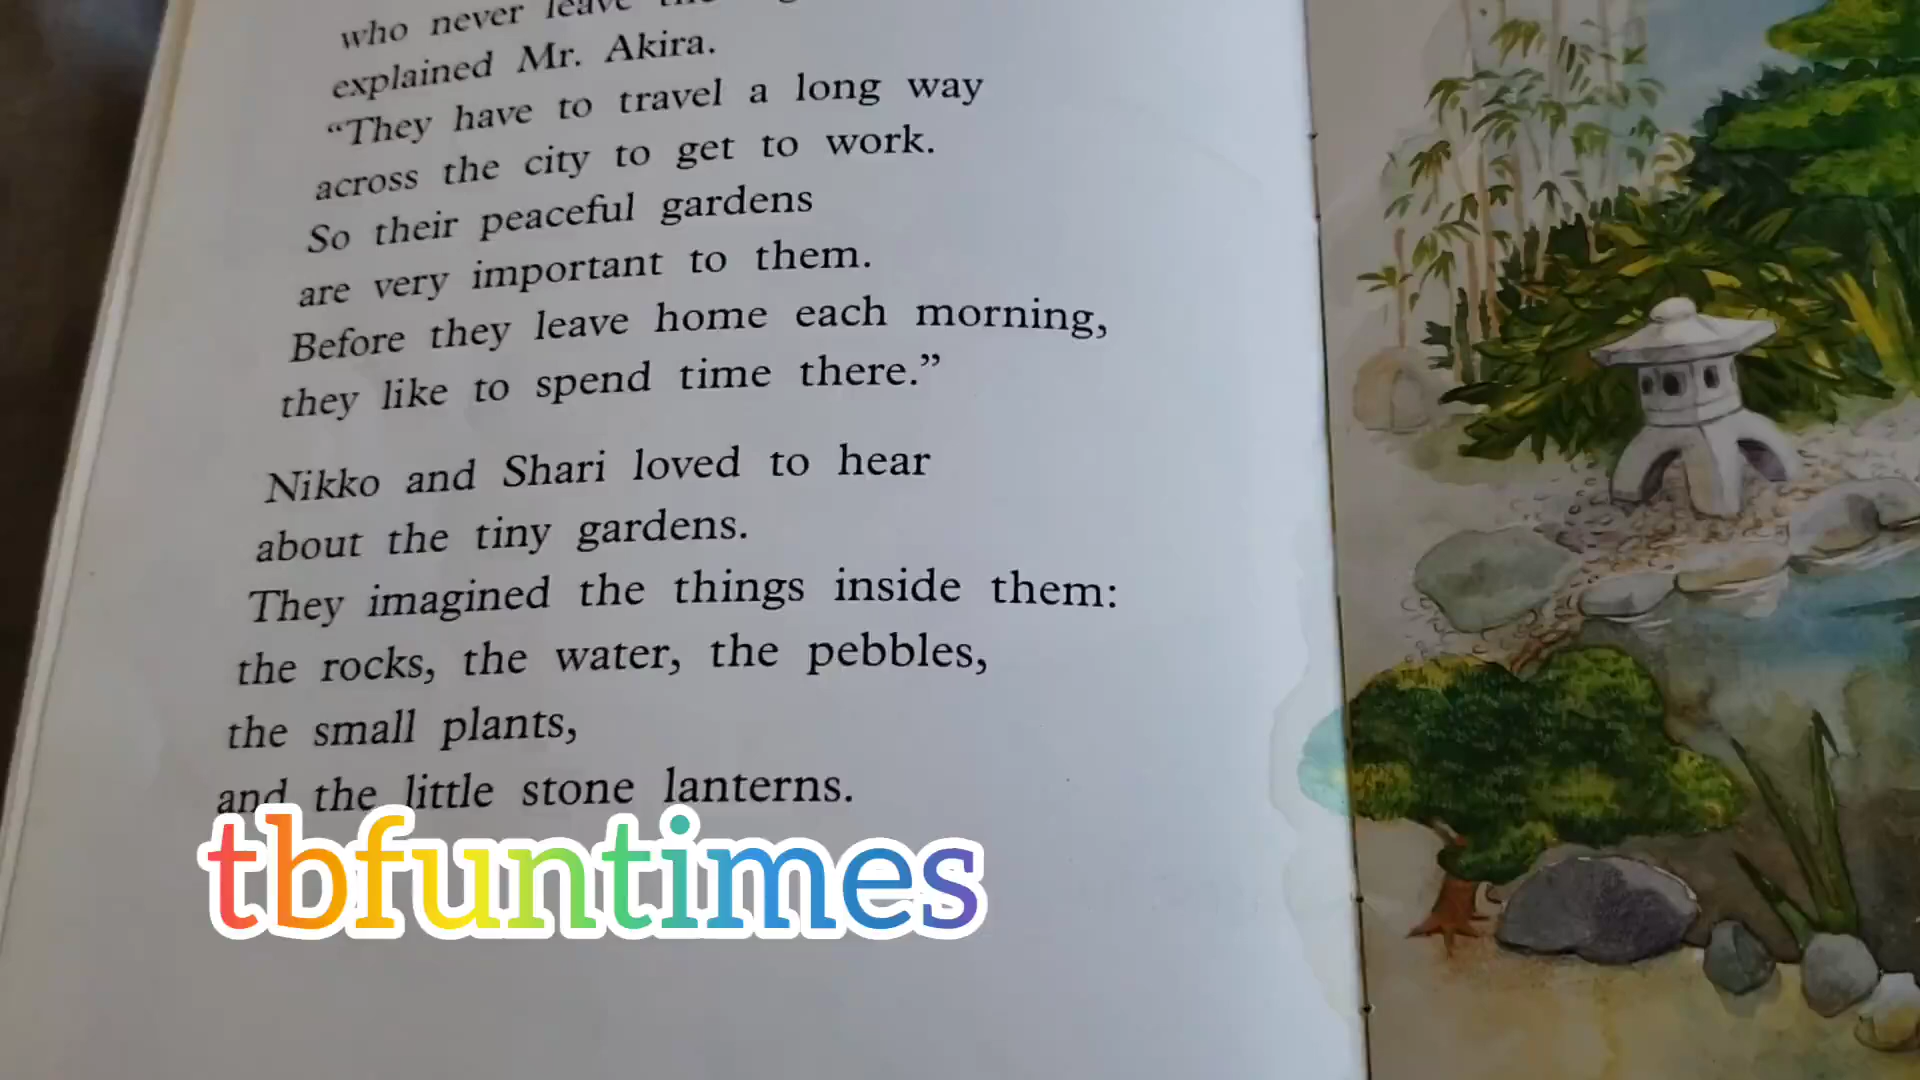 who never leave
explained Mr. Akira.
“They have to travel a long way
across the city to get to work.
So their peaceful gardens
are very important to them.
Before they leave home each morning,
they like to spend time there.”
Nikko and Shari loved to hear
about the tiny gardens.
They imagined the things inside them:
the rocks, the water, the pebbles,
the small plants,
and the little stone lanterns.
tbfuntimes